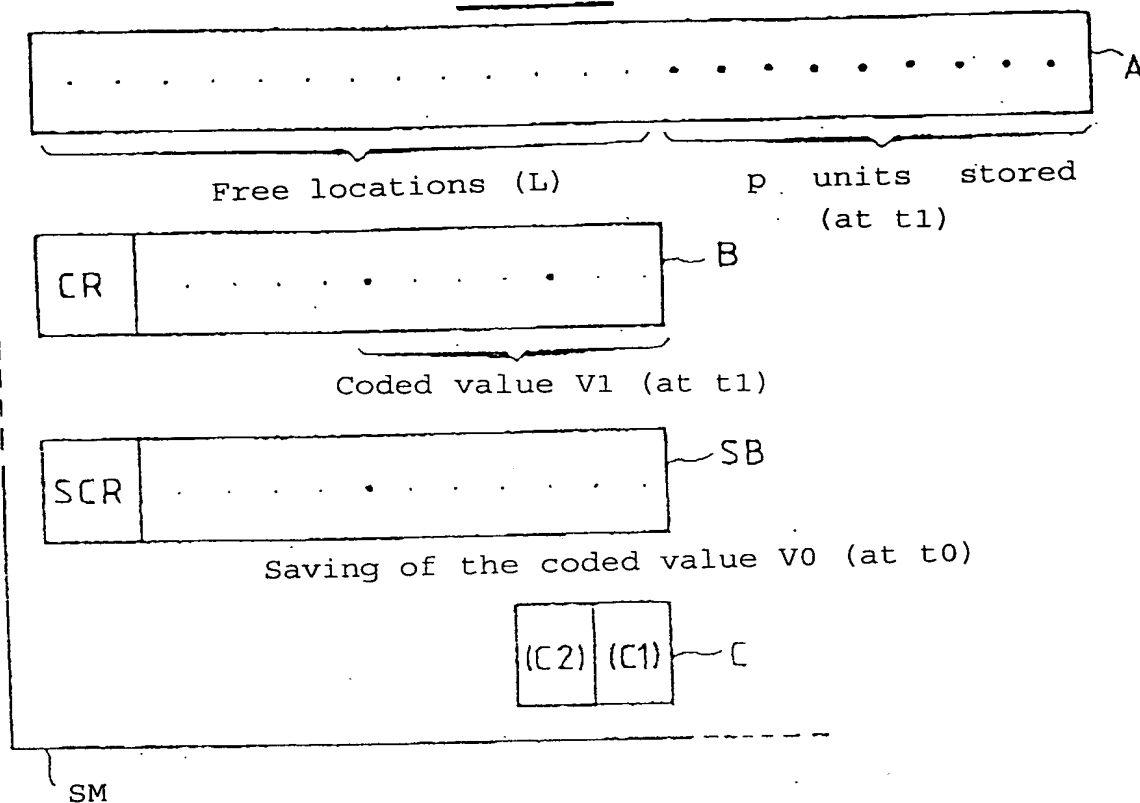 A
Free locations (L)
p units stored
(at t1)
CR
B
Coded value V1 (at t1)
SCR
SB
Saving of the coded value V0 (at t0)
(C2) (C1) C
SM